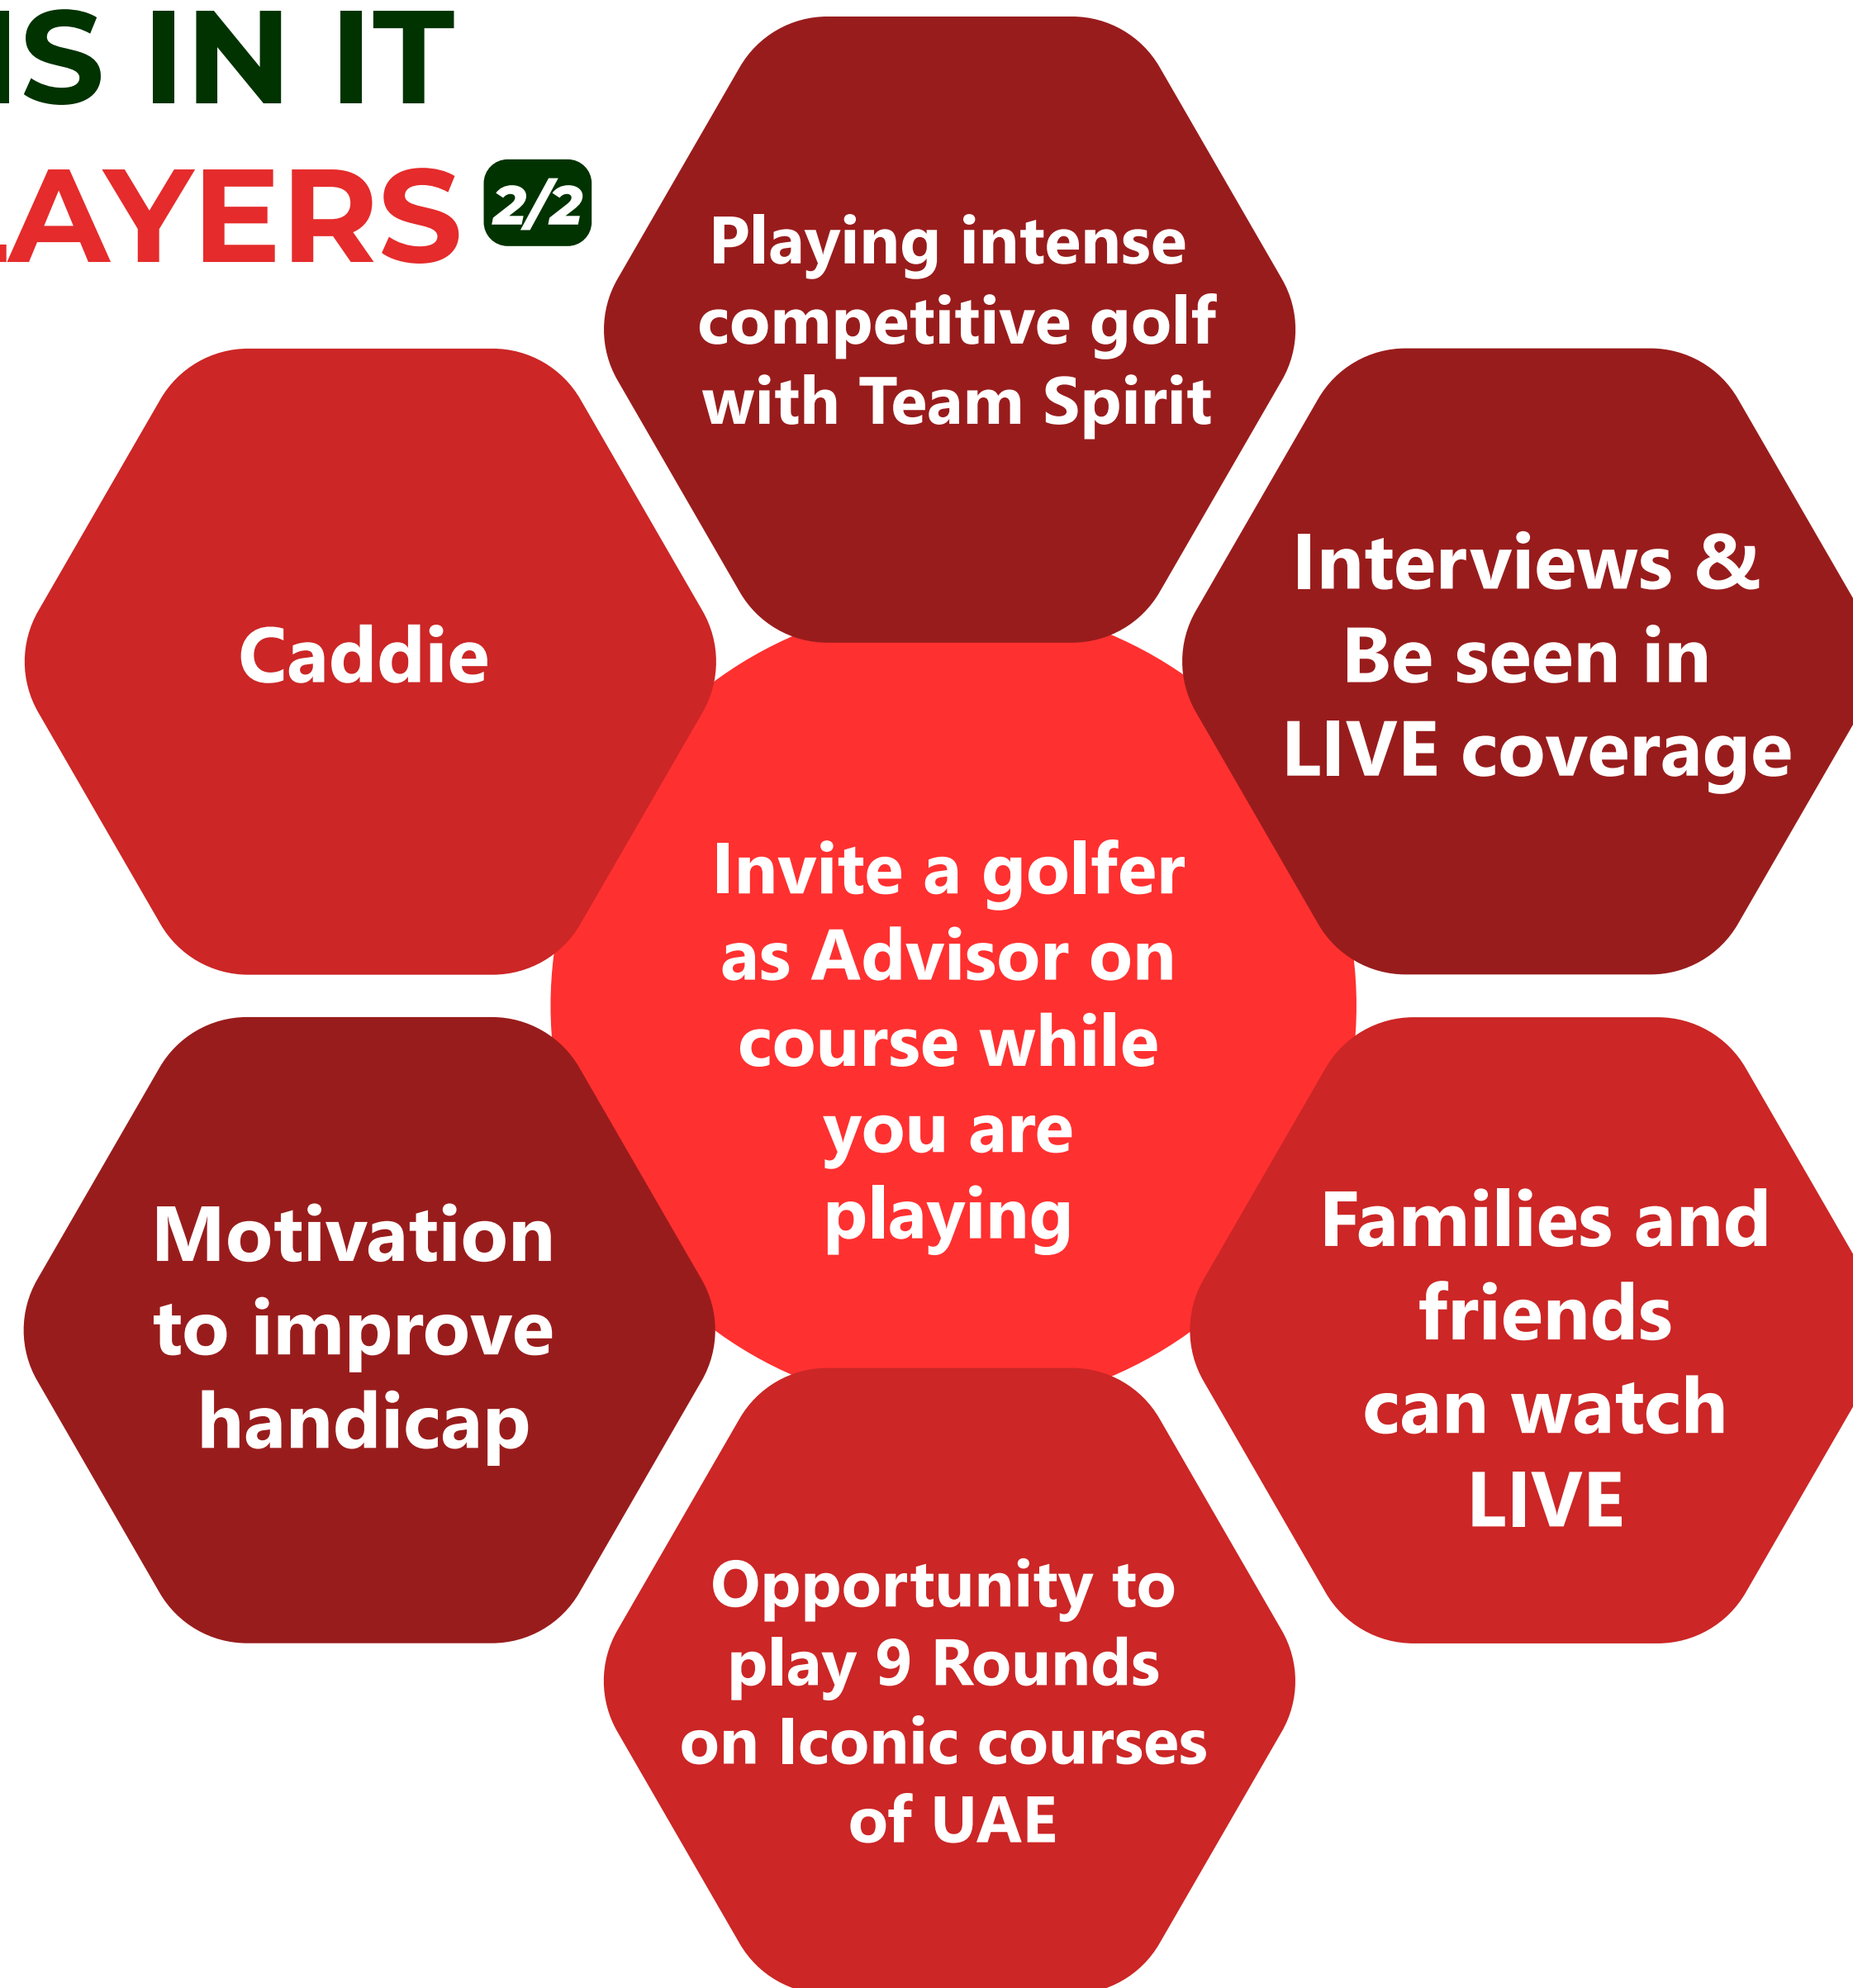 S IN IT
LAYERS 2/2
Playing intense
competitive golf
with Team Spirit
Caddie
Interviews &
Be seen in
LIVE coverage
Invite a golfer
as Advisor on
course while
you are
playing
Motivation
to improve
handicap
Families and
friends
can watch
LIVE
Opportunity to
play 9 Rounds
on Iconic courses
of UAE